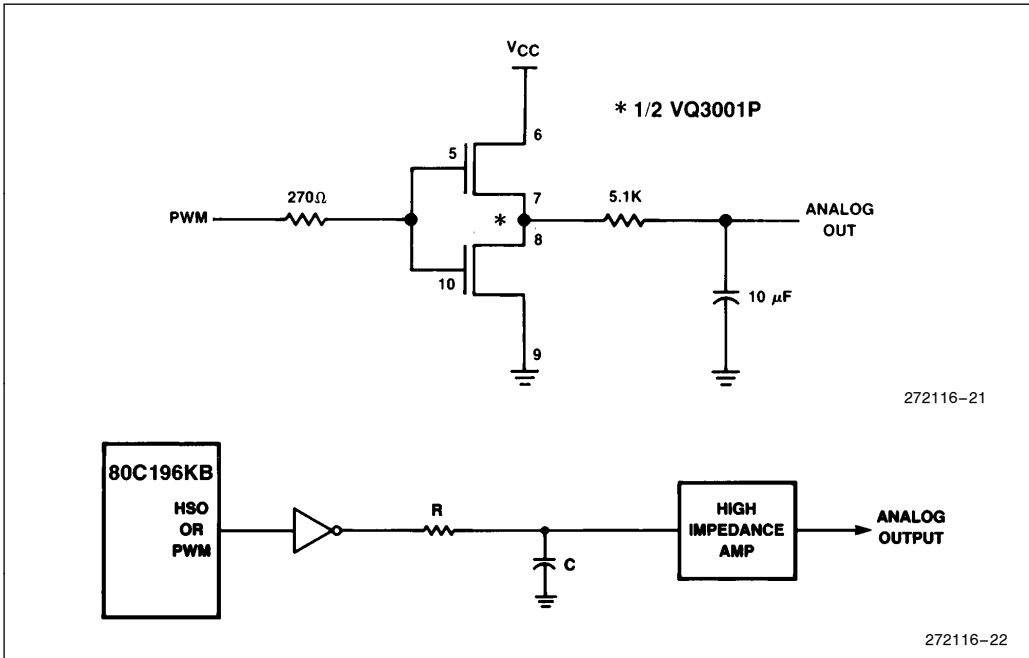 VCC
* 1/2 VQ3001P
6
5
270Ω
7
5.1K
PWM
*
ANALOG
OUT
8
10
10 µF
9
272116–21
80C196KB
HSO
OR
PWM
R
C
HIGH
IMPEDANCE
AMP
ANALOG
OUTPUT
272116–22